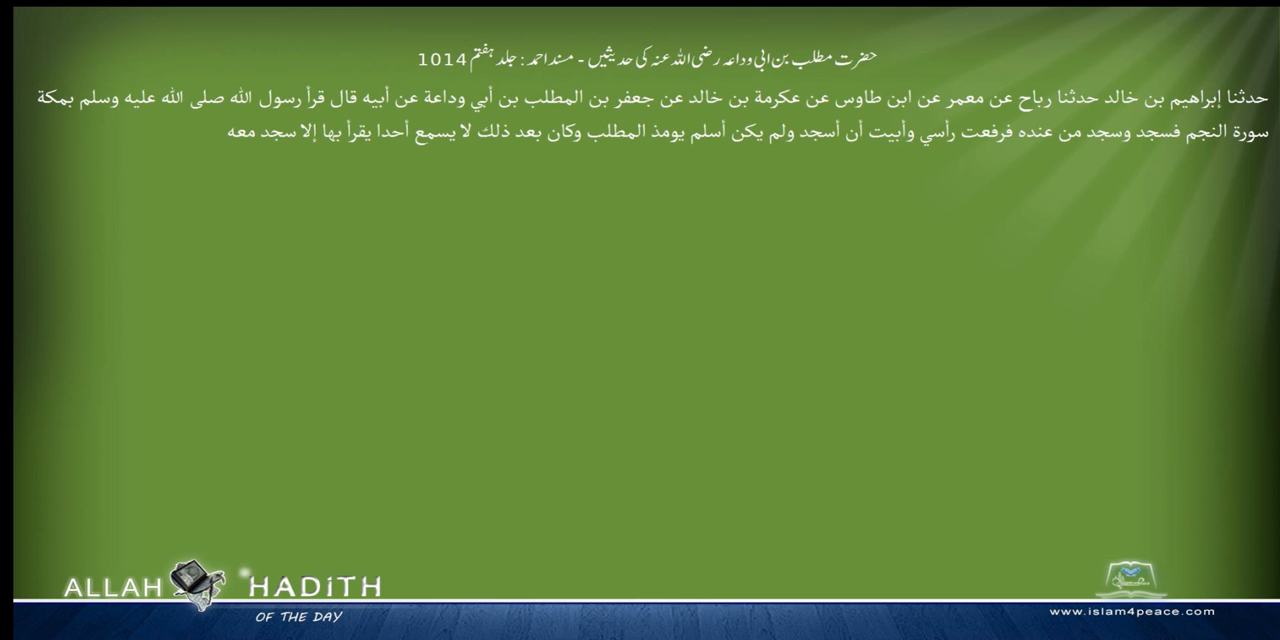 حضرت مطلب بن ابی وداعہ رضی اللہ عنہ کی حدیثیں - مسند احمد : جلد ہفتم 1014
حدثنا إبراهيم بن خالد حدثنا رباح عن معمر عن ابن طاوس عن عكرمة بن خالد عن جعفر بن المطلب بن أبي وداعة عن أبيه قال قرأ رسول الله صلى الله عليه وسلم بمكة
سورة النجم فسجد وسجد من عنده فرفعت رأسي وأبيت أن أسجد ولم يكن أسلم يومذ المطلب وكان بعد ذلك لا يسمع أحدا يقرأ بها إلا سجد معه
ALLAH HADITH
OF THE DAY
www.islam4peace.com